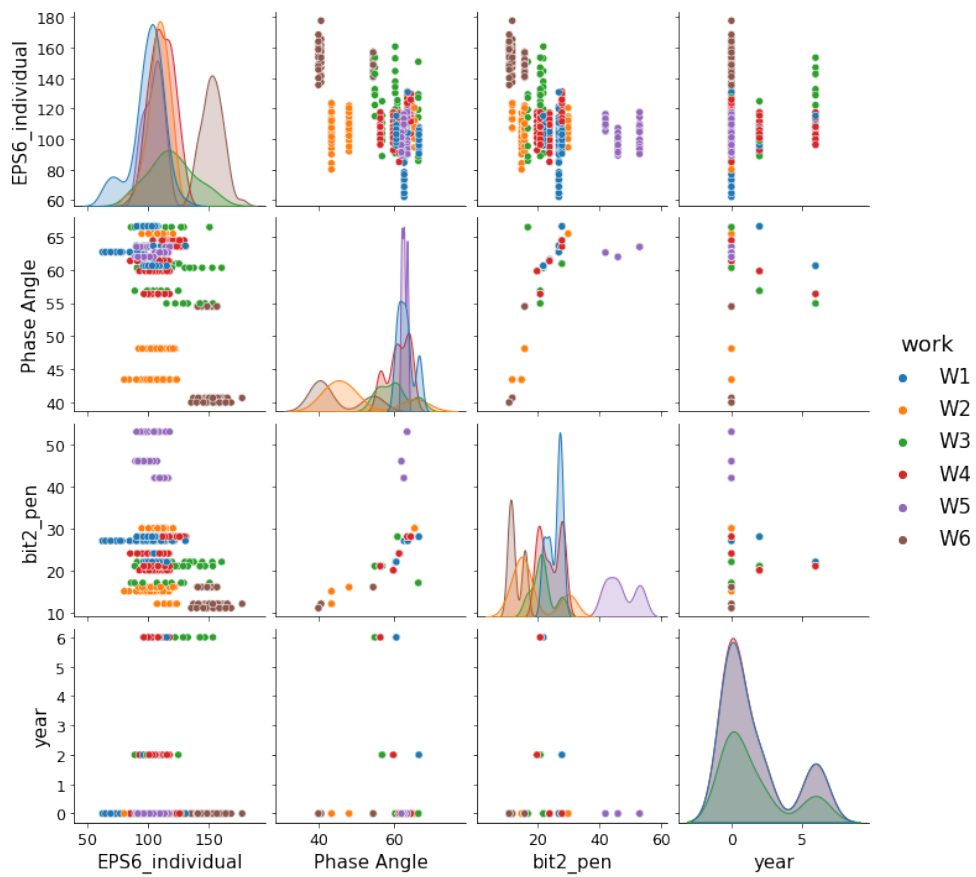 180
160
140
120
100
80
60
EPS6_individual
65
60
55
50
45
40
Phase Angle
work
W1
W2
W3
W4
W5
W6
50
40
30
20
10
bit2_pen
6
5
4
3
2
1
0
year
50 100 150
EPS6_individual
40 60
Phase Angle
20 40 60
bit2_pen
0 5
year